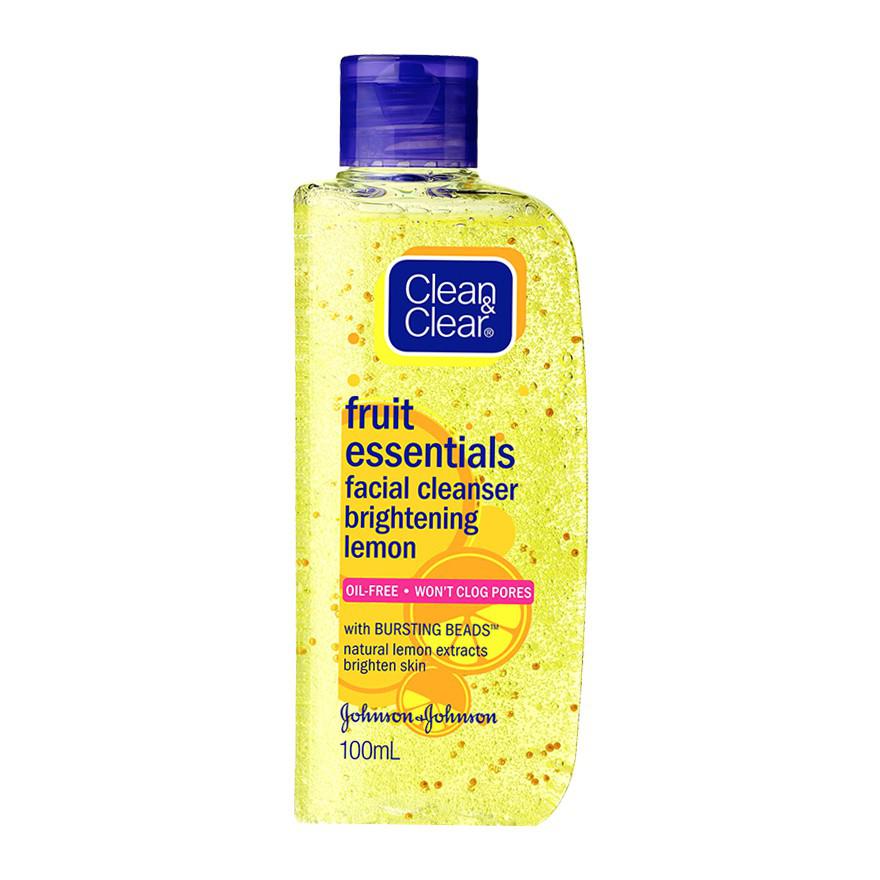 Clean
&
Clear®
fruit
essentials
facial cleanser
brightening
lemon
OIL-FREE • WON'T CLOG PORES
with BURSTING BEADS™
natural lemon extracts
brighten skin
Johnson & Johnson
100mL